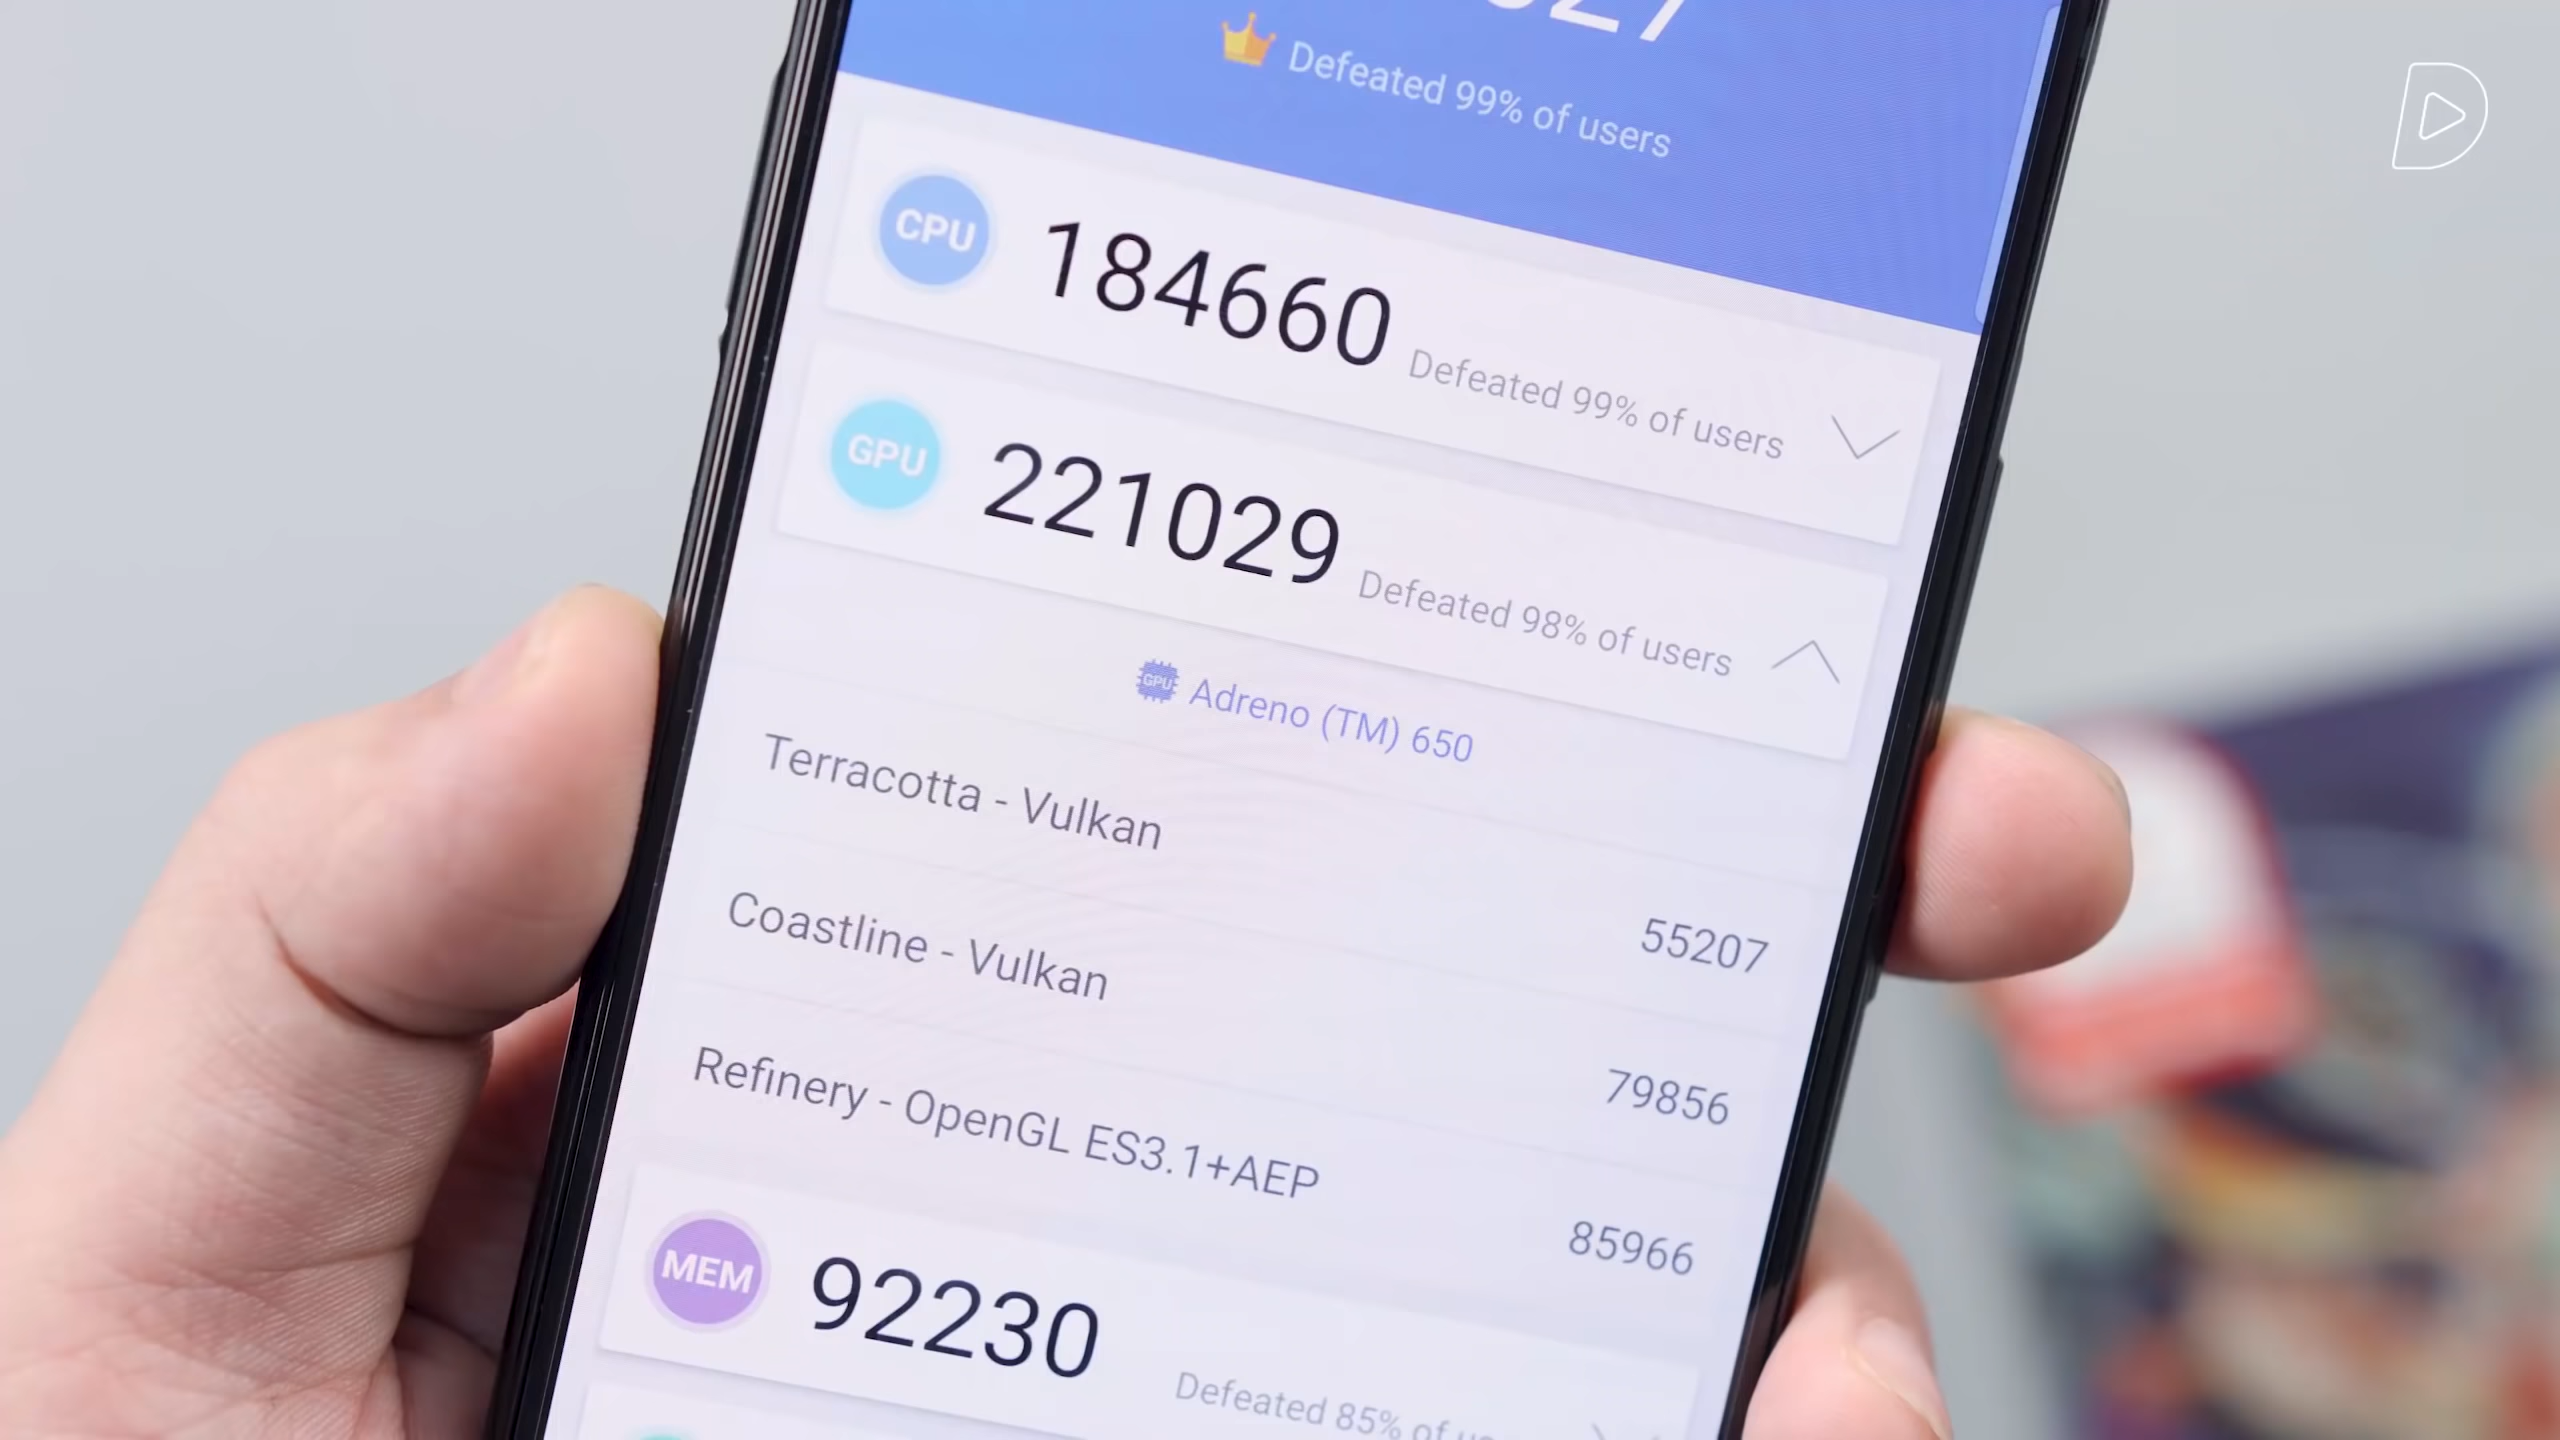 Defeated 99% of users
CPU 184660 Defeated 99% of users
GPU 221029 Defeated 98% of users
GPU Adreno (TM) 650
Terracotta - Vulkan 55207
Coastline - Vulkan 79856
Refinery - OpenGL ES3.1+AEP 85966
MEM 92230 Defeated 85% of